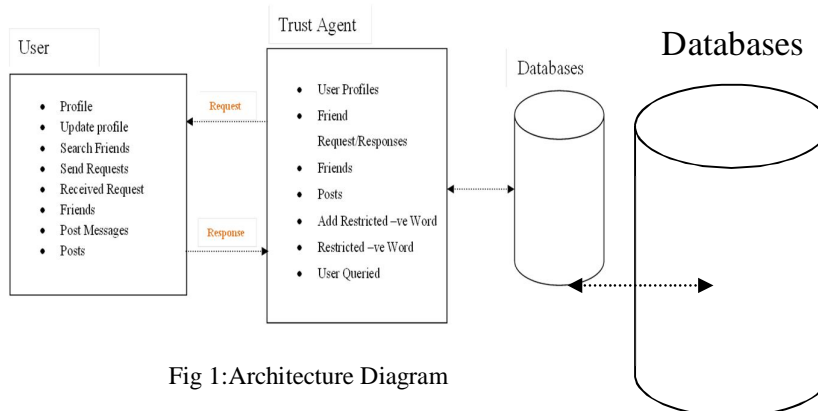 User
Profile
Update profile
Search Friends
Send Requests
Received Request
Friends
Post Messages
Posts
Request
Response
Trust Agent
User Profiles
Friend
Request/Responses
Friends
Posts
Add Restricted –ve Word
Restricted –ve Word
User Queried
Databases
Databases
Fig 1:Architecture Diagram